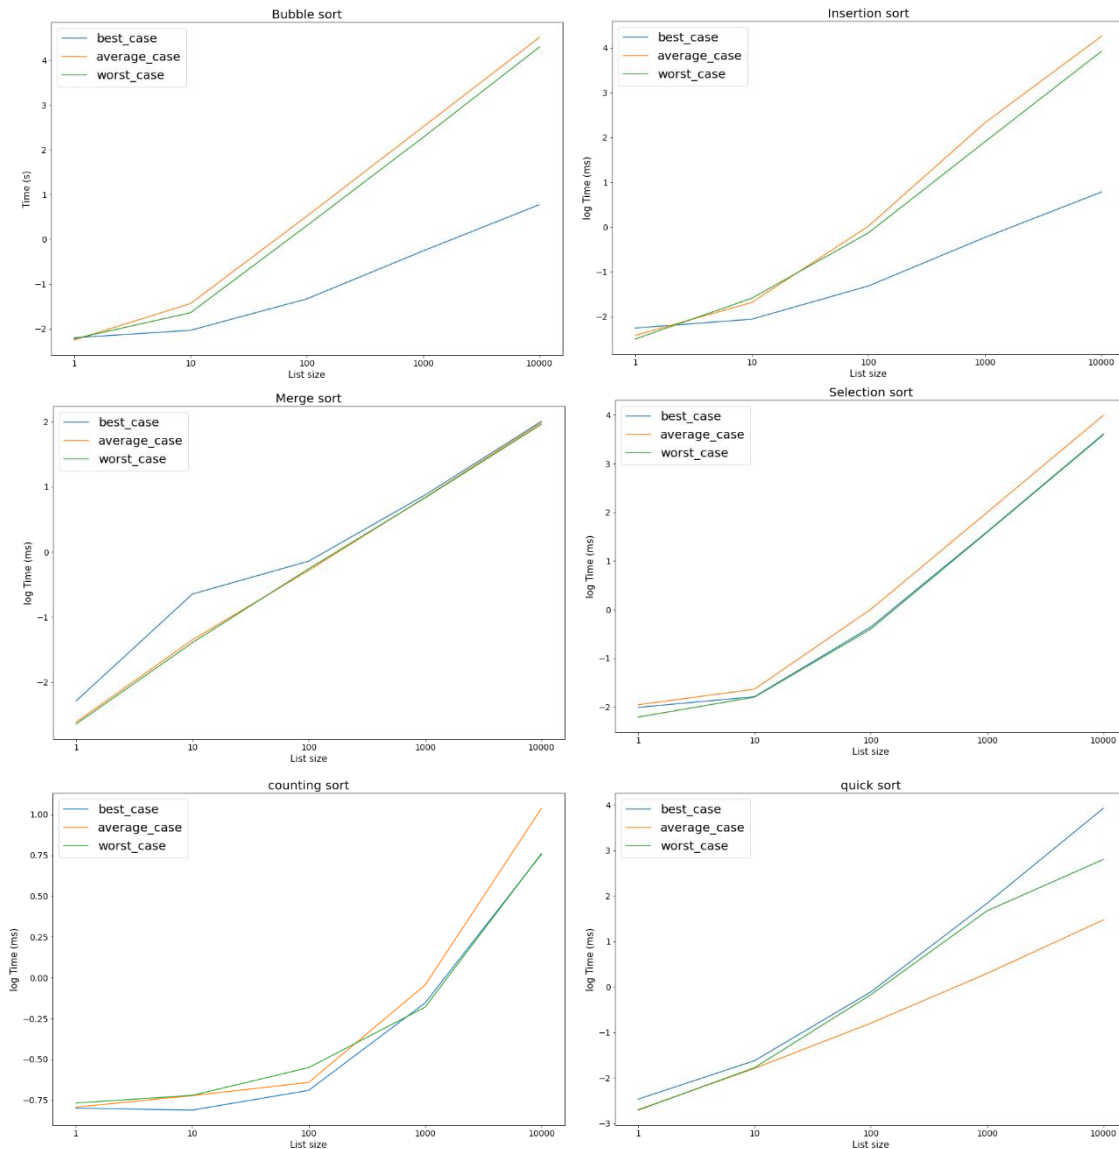 Bubble sort
best_case
average_case
worst_case
Time (s)
4
3
2
1
0
−1
−2
1 10 100 1000 10000
List size
Insertion sort
best_case
average_case
worst_case
log Time (ms)
4
3
2
1
0
−1
−2
1 10 100 1000 10000
List size
Merge sort
best_case
average_case
worst_case
log Time (ms)
2
1
0
−1
−2
1 10 100 1000 10000
List size
Selection sort
best_case
average_case
worst_case
log Time (ms)
4
3
2
1
0
−1
−2
1 10 100 1000 10000
List size
counting sort
best_case
average_case
worst_case
log Time (ms)
1.00
0.75
0.50
0.25
0.00
−0.25
−0.50
−0.75
1 10 100 1000 10000
List size
quick sort
best_case
average_case
worst_case
log Time (ms)
4
3
2
1
0
−1
−2
−3
1 10 100 1000 10000
List size